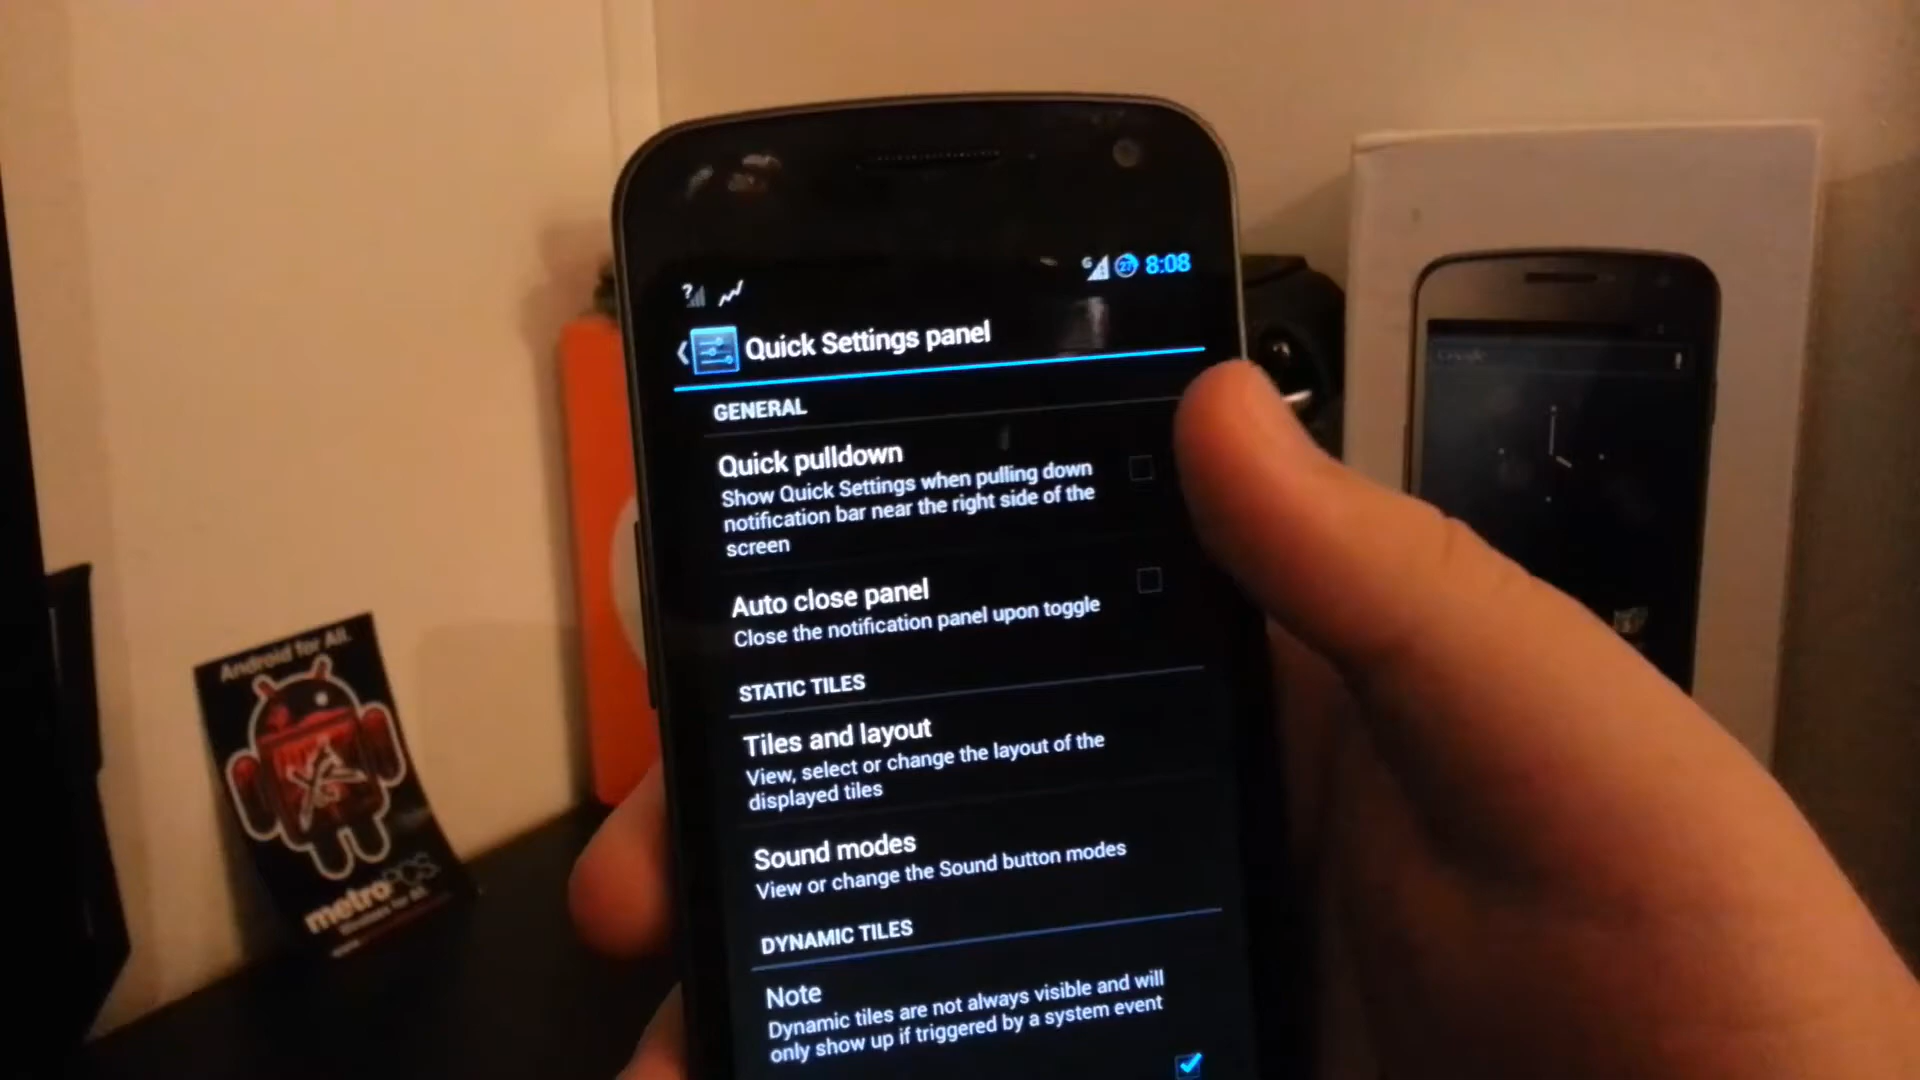 8:08
27
Quick Settings panel
GENERAL
Quick pulldown
Show Quick Settings when pulling down
notification bar near the right side of the
screen
Auto close panel
Close the notification panel upon toggle
STATIC TILES
Tiles and layout
View, select or change the layout of the
displayed tiles
Sound modes
View or change the Sound button modes
DYNAMIC TILES
Note
Dynamic tiles are not always visible and will
only show up if triggered by a system event
Android for All.
metroPCS.
Google